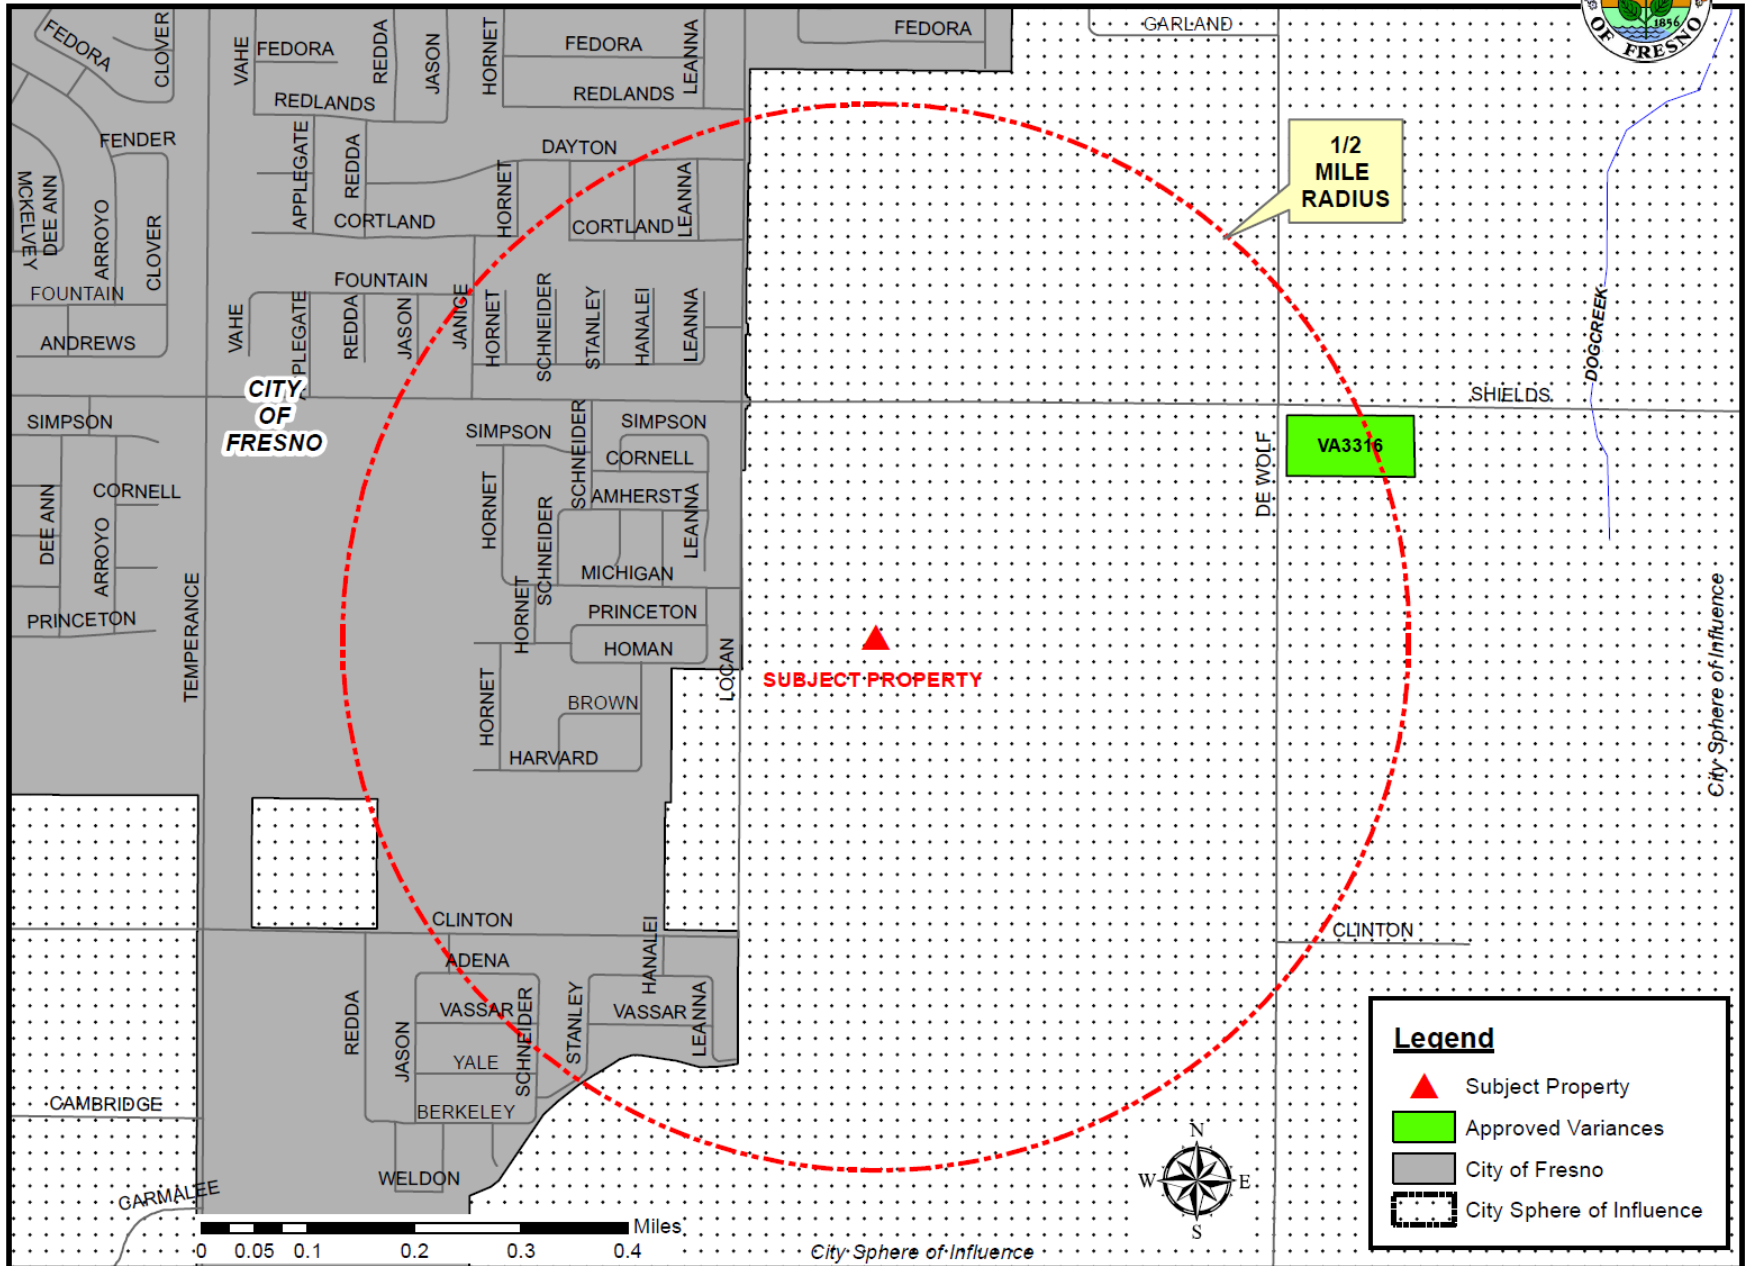 FEDORA
CLOVER
VAHE
FEDORA
REDDA
JASON
HORNET
FEDORA
LEANNA
FEDORA
GARLAND
1856
OF FRESNO
REDLANDS
REDLANDS
FENDER
APPLEGATE
REDDA
DAYTON
HORNET
LEANNA
1/2
MILE
RADIUS
MCKELVEY
DEE ANN
ARROYO
CLOVER
CORTLAND
CORTLAND
FOUNTAIN
FOUNTAIN
ANDREWS
VAHE
PLEGATE
REDDA
JASON
JANICE
HORNET
SCHNEIDER
STANLEY
HANALEI
LEANNA
DOGCREEK
CITY
OF
FRESNO
SHIELDS
SIMPSON
SIMPSON
SCHNEIDER
SIMPSON
CORNELL
DE WOLF
VA3316
DEE ANN
CORNELL
ARROYO
HORNET
SCHNEIDER
AMHERST
LEANNA
MICHIGAN
PRINCETON
TEMPERANCE
HORNET
PRINCETON
HOMAN
LOGAN
SUBJECT PROPERTY
City Sphere of Influence
HORNET
BROWN
HARVARD
CLINTON
CLINTON
ADENA
HANALEI
REDDA
JASON
VASSAR
SCHNEIDER
STANLEY
VASSAR
LEANNA
YALE
BERKELEY
CAMBRIDGE
WELDON
CARMALEE
Legend
Subject Property
Approved Variances
City of Fresno
City Sphere of Influence
N
W E
S
Miles
0 0.05 0.1 0.2 0.3 0.4
City Sphere of Influence